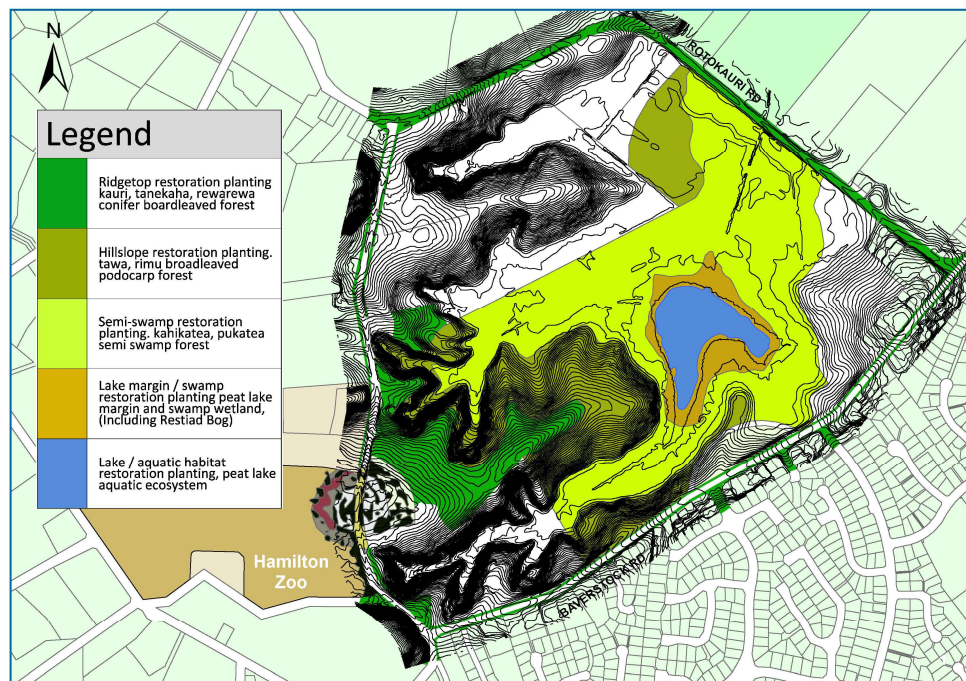 N
ROTOKAURI RD
Legend
Ridgetop restoration planting
kauri, tanekaha, rewarewa
conifer boardleaved forest
Hillslope restoration planting.
tawa, rimu broadleaved
podocarp forest
Semi-swamp restoration
planting. kahikatea, pukatea
semi swamp forest
Lake margin / swamp
restoration planting peat lake
margin and swamp wetland,
(Including Restiad Bog)
Lake / aquatic habitat
restoration planting, peat lake
aquatic ecosystem
Hamilton
Zoo
BAVERSTOCK RD